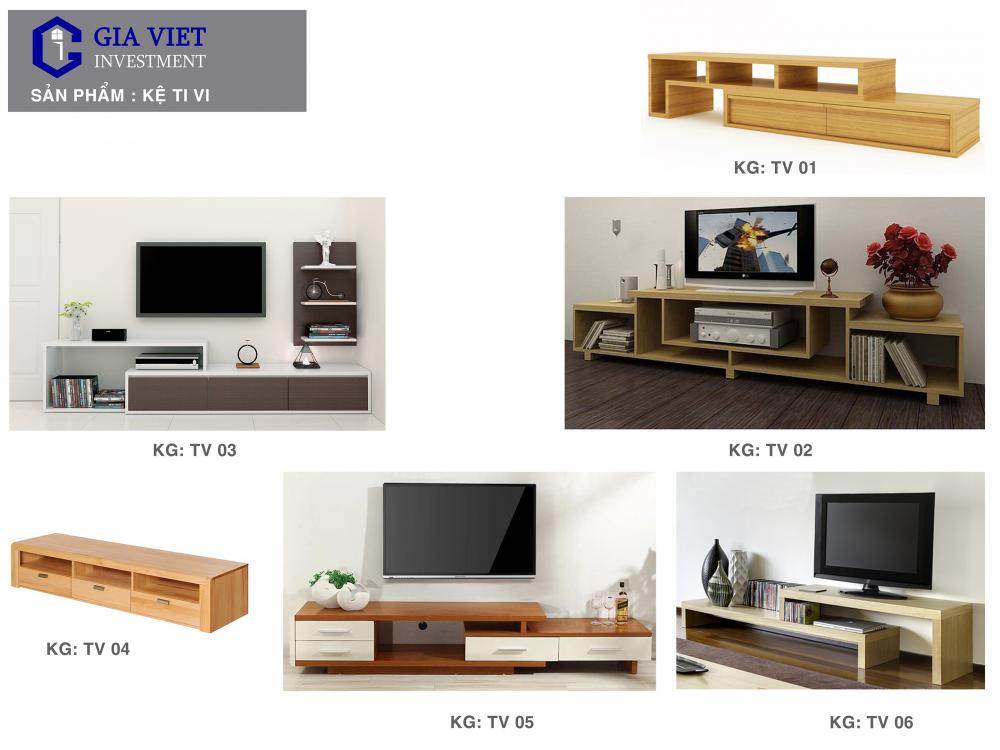 GIA VIET
INVESTMENT
SẢN PHẨM : KỆ TI VI
KG: TV 01
KG: TV 03
KG: TV 02
KG: TV 04
KG: TV 05
KG: TV 06